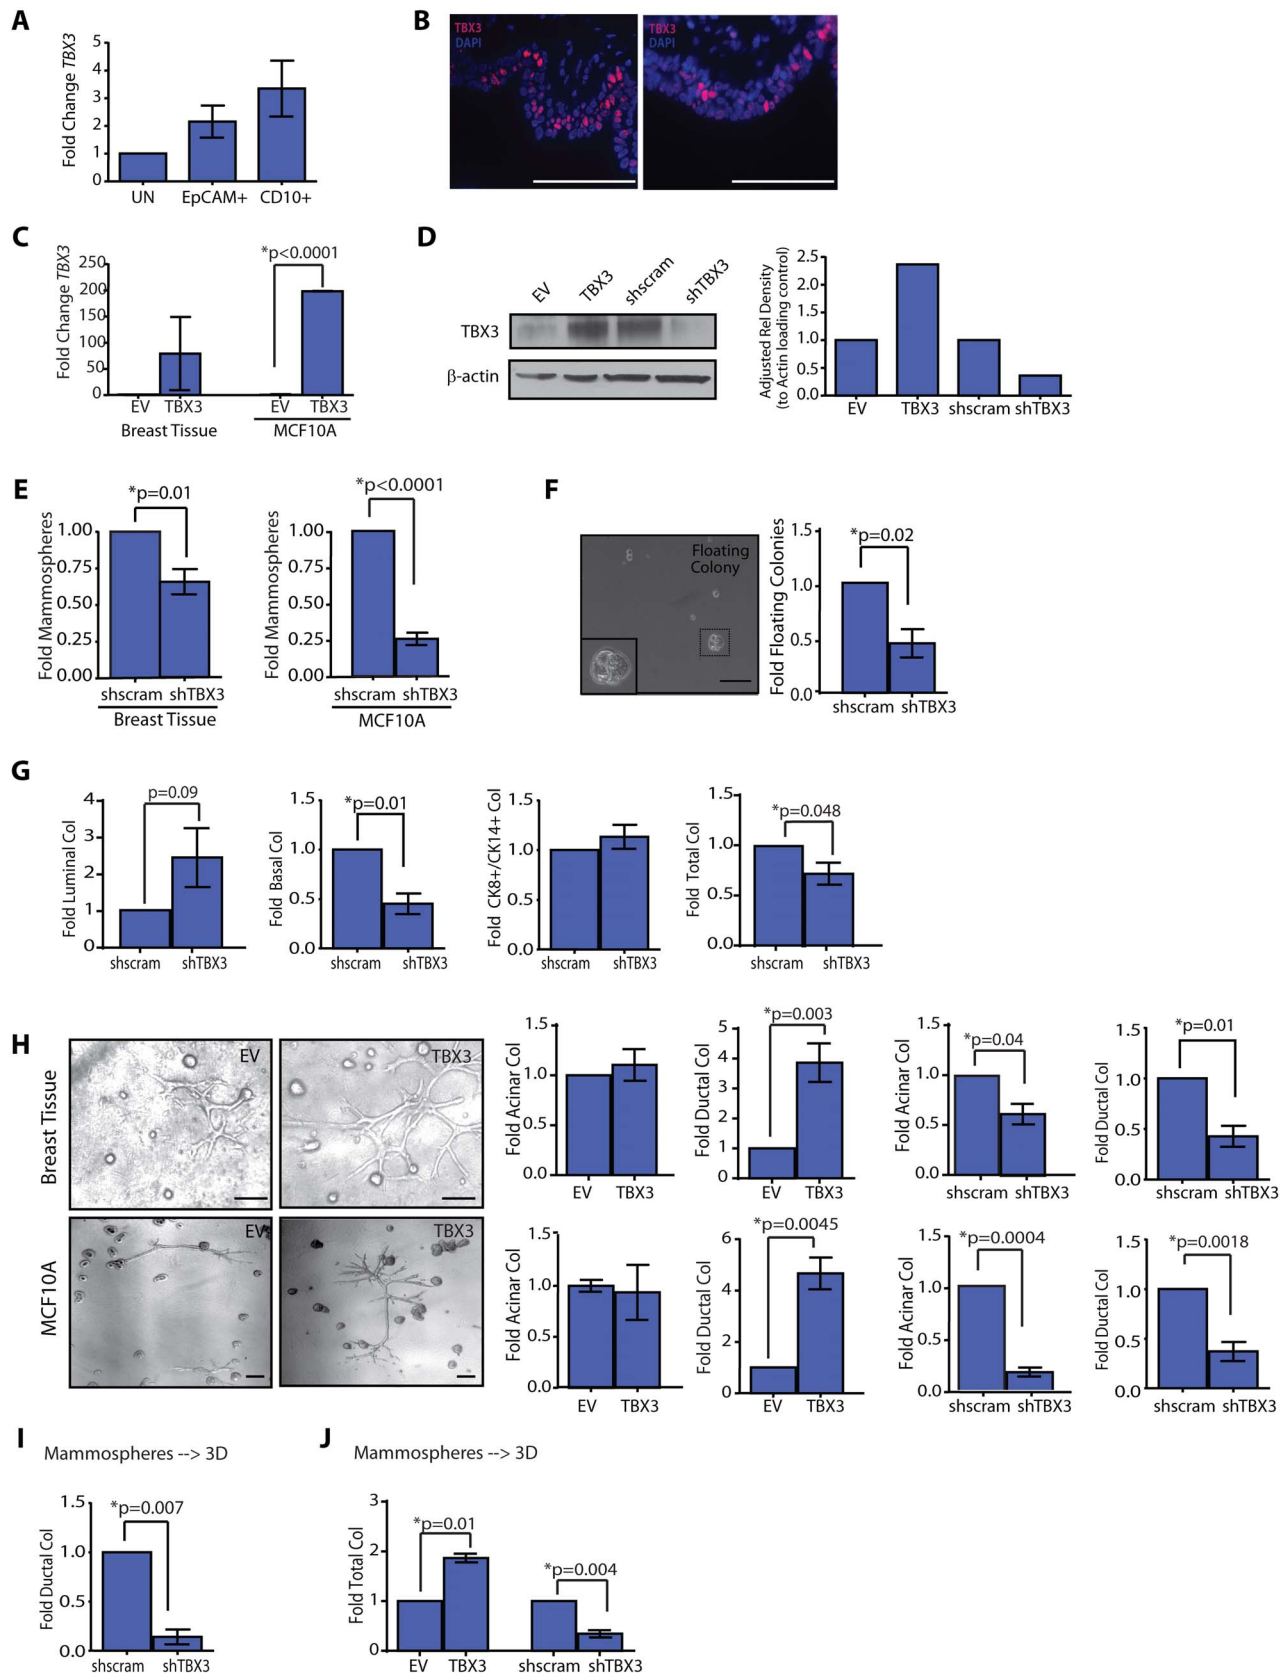 A
Fold Change TBX3
5
4
3
2
1
0
UN EpCAM+ CD10+
B
TBX3
DAPI
TBX3
DAPI
C
Fold Change TBX3
250
200
150
100
50
0
*p<0.0001
EV TBX3 EV TBX3
Breast Tissue MCF10A
D
EV TBX3 shscram shTBX3
TBX3
β-actin
Adjusted Rel Density
(to Actin loading control)
2.5
2.0
1.5
1.0
0.5
0.0
EV TBX3 shscram shTBX3
E
Fold Mammospheres
*p=0.01
1.00
0.75
0.50
0.25
0.00
shscram shTBX3
Breast Tissue
Fold Mammospheres
*p<0.0001
1.00
0.75
0.50
0.25
0.00
shscram shTBX3
MCF10A
F
Floating
Colony
Fold Floating Colonies
1.5
*p=0.02
1.0
0.5
0.0
shscram shTBX3
G
Fold Luminal Col
p=0.09
4
3
2
1
0
shscram shTBX3
Fold Basal Col
1.5
*p=0.01
1.0
0.5
0.0
shscram shTBX3
Fold CK8+/CK14+ Col
1.5
1.0
0.5
0.0
shscram shTBX3
Fold Total Col
1.5
*p=0.048
1.0
0.5
0.0
shscram shTBX3
H
Breast Tissue
EV
TBX3
Fold Acinar Col
1.5
1.0
0.5
0.0
EV TBX3
Fold Ductal Col
*p=0.003
5
4
3
2
1
0
EV TBX3
Fold Acinar Col
1.5
*p=0.04
1.0
0.5
0.0
shscram shTBX3
Fold Ductal Col
1.5
*p=0.01
1.0
0.5
0.0
shscram shTBX3
MCF10A
EV
TBX3
Fold Acinar Col
1.5
1.0
0.5
0.0
EV TBX3
Fold Ductal Col
*p=0.0045
6
4
2
0
EV TBX3
Fold Acinar Col
1.5
*p=0.0004
1.0
0.5
0.0
shscram shTBX3
Fold Ductal Col
1.5
*p=0.0018
1.0
0.5
0.0
shscram shTBX3
I
Mammospheres --> 3D
Fold Ductal Col
1.5
*p=0.007
1.0
0.5
0.0
shscram shTBX3
J
Mammospheres --> 3D
Fold Total Col
3
2
1
0
*p=0.01
*p=0.004
EV TBX3 shscram shTBX3